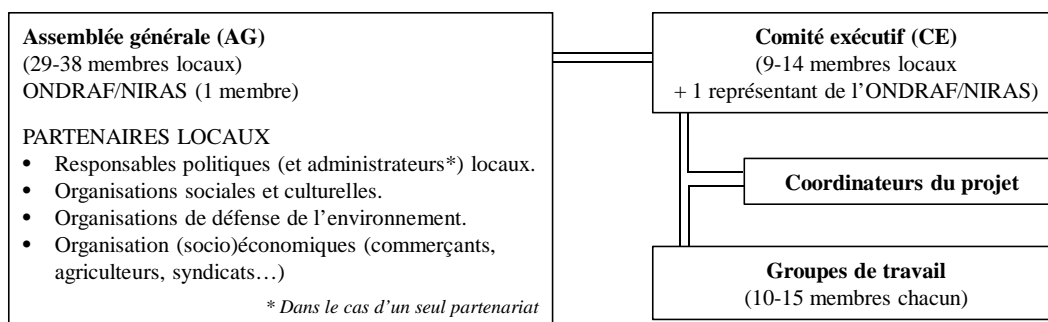 Assemblée générale (AG)
(29-38 membres locaux)
ONDRAF/NIRAS (1 membre)
PARTENAIRES LOCAUX
• Responsables politiques (et administrateurs*) locaux.
• Organisations sociales et culturelles.
• Organisations de défense de l’environnement.
• Organisation (socio)économiques (commerçants,
agriculteurs, syndicats…)
* Dans le cas d’un seul partenariat
Comité exécutif (CE)
(9-14 membres locaux
+ 1 représentant de l’ONDRAF/NIRAS)
Coordinateurs du projet
Groupes de travail
(10-15 membres chacun)